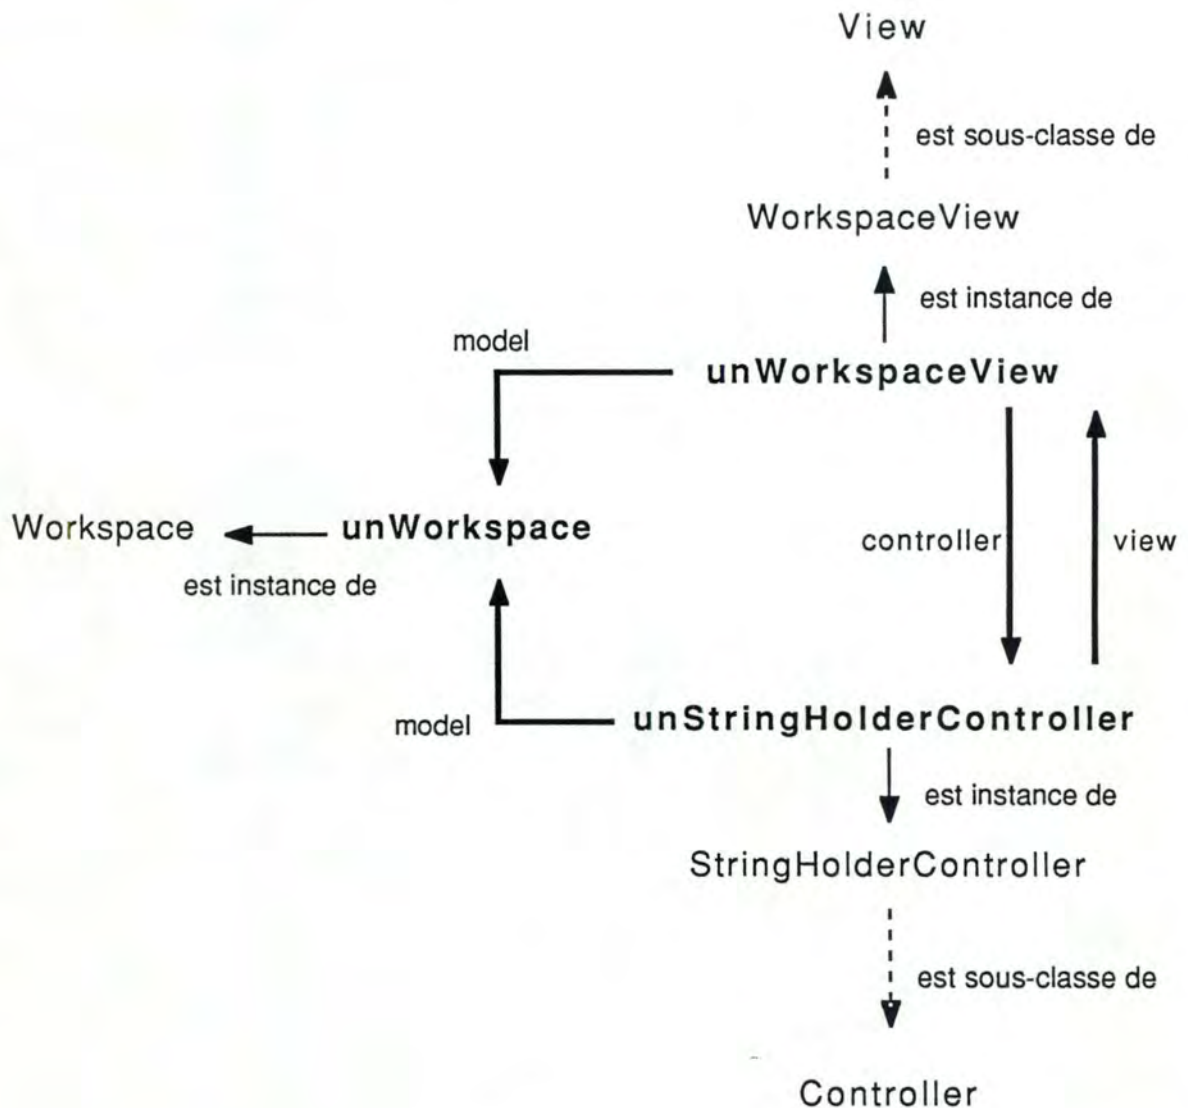 View
est sous-classe de
WorkspaceView
est instance de
model
unWorkspaceView
Workspace
unWorkspace
est instance de
controller
view
model
unStringHolderController
est instance de
StringHolderController
est sous-classe de
Controller